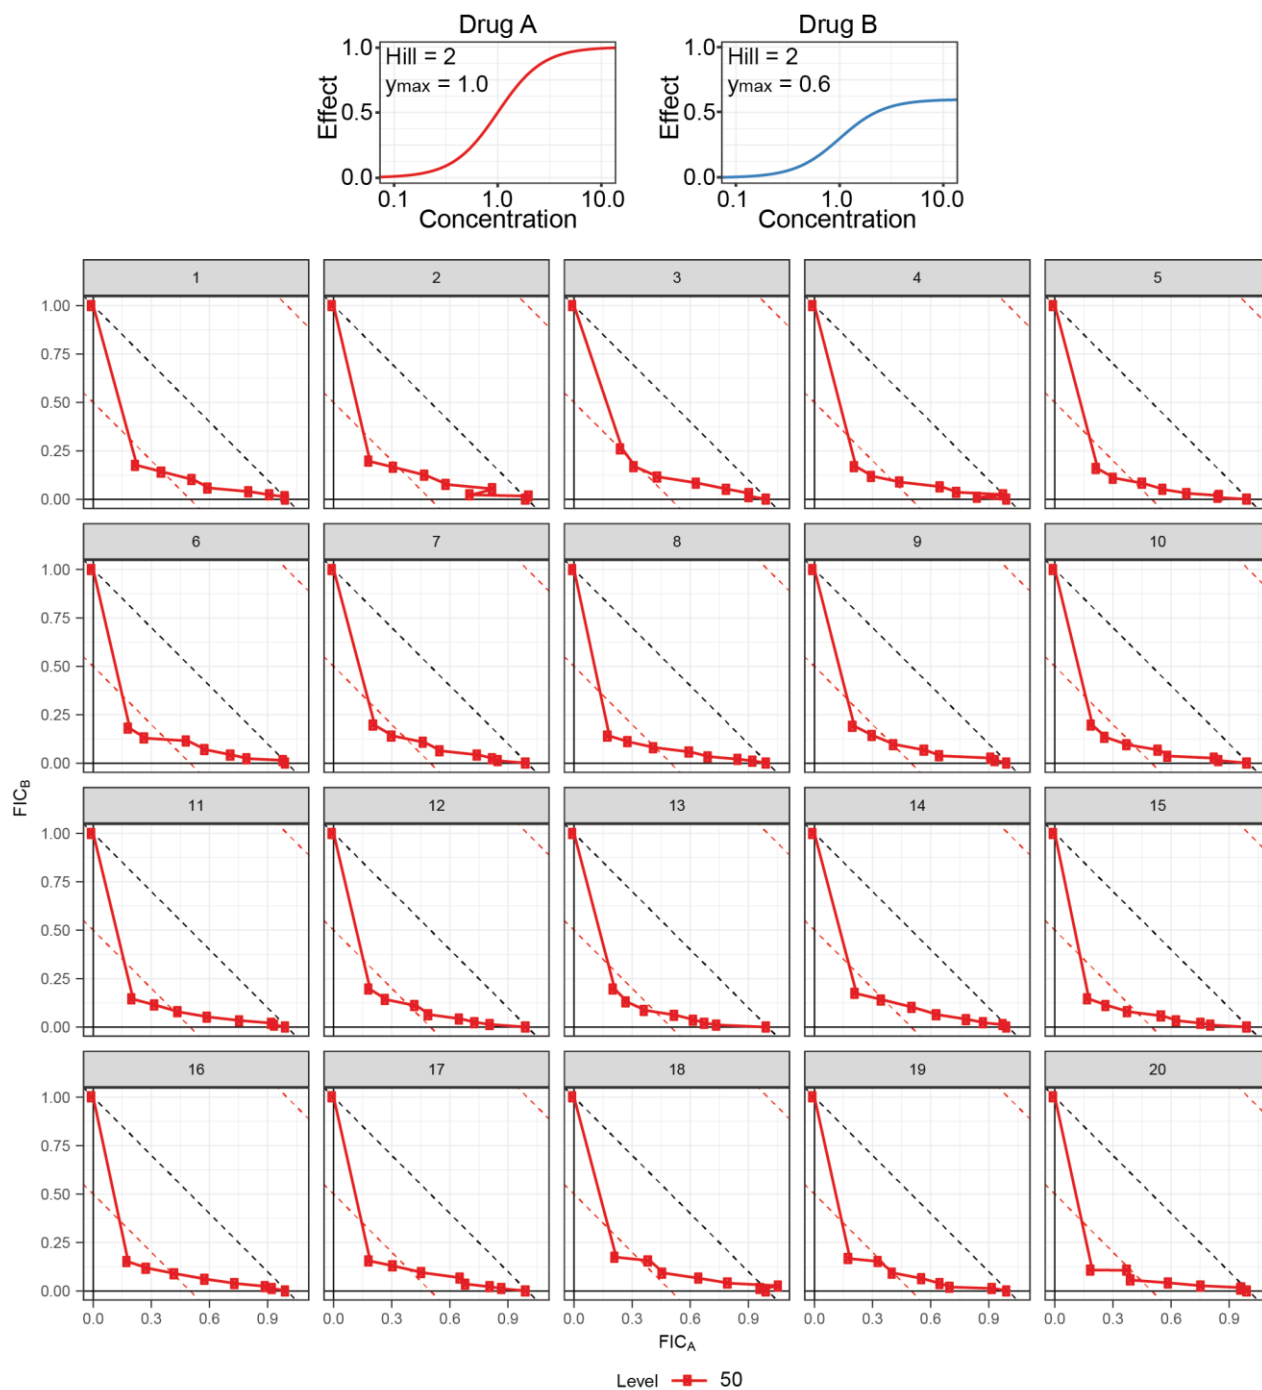 Drug A
Drug B
1.0
0.5
0.0
Effect
Hill = 2
ymax = 1.0
0.1 1.0 10.0
Concentration
1.0
0.5
0.0
Effect
Hill = 2
ymax = 0.6
0.1 1.0 10.0
Concentration
1 2 3 4 5
1.00
0.75
0.50
0.25
0.00
6 7 8 9 10
1.00
0.75
0.50
0.25
0.00
FICB
11 12 13 14 15
1.00
0.75
0.50
0.25
0.00
16 17 18 19 20
1.00
0.75
0.50
0.25
0.00
0.0 0.3 0.6 0.9 0.0 0.3 0.6 0.9 0.0 0.3 0.6 0.9 0.0 0.3 0.6 0.9 0.0 0.3 0.6 0.9
FICA
Level 50